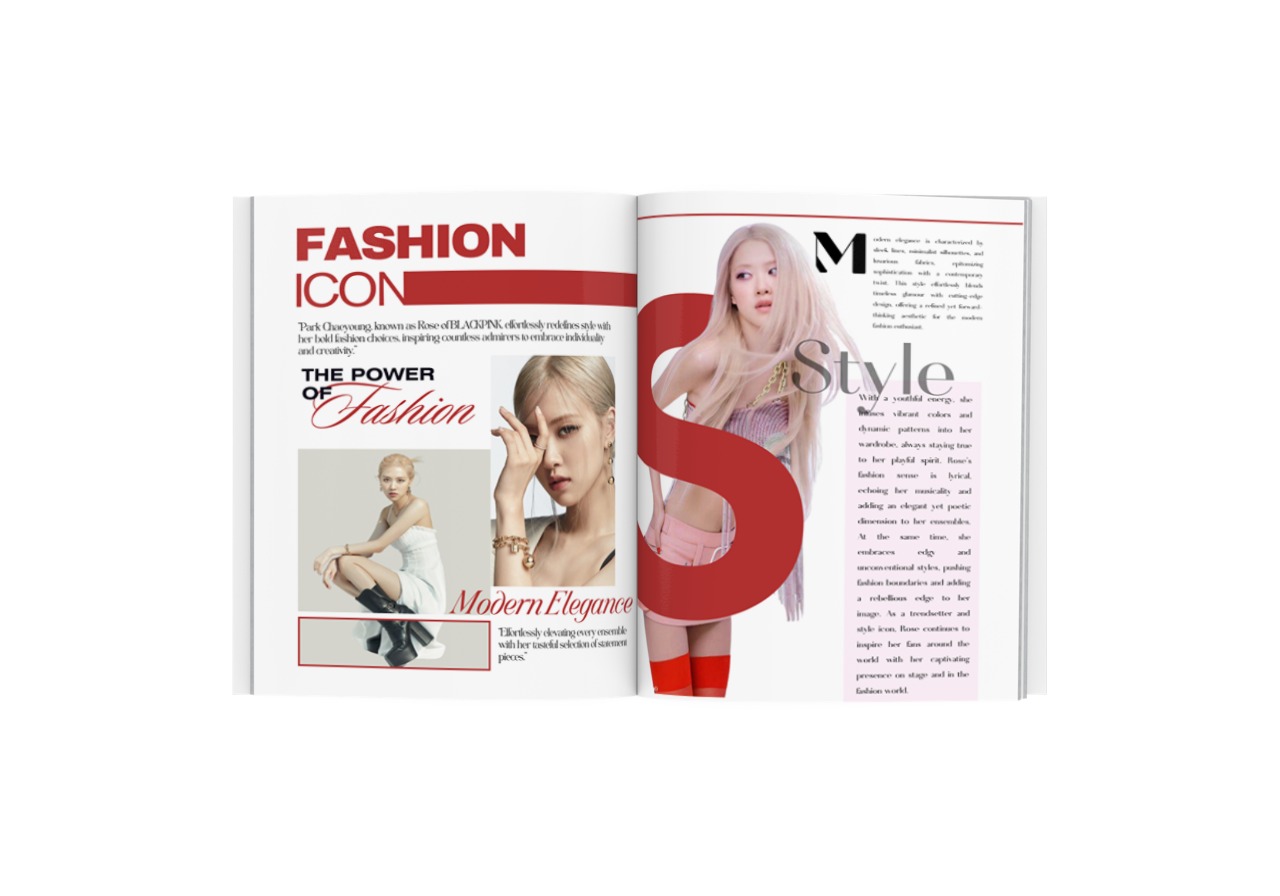 FASHION
ICON
"Park Chaeyoung, known as Rose of BLACKPINK, effortlessly redefines style with
her bold fashion choices, inspiring countless admirers to embrace individuality
and creativity."
THE POWER
OF Fashion
Modern Elegance
"Effortlessly elevating every ensemble
with her tasteful selection of statement
pieces."
S
Modern elegance is characterized by
sleek lines, minimalist silhouettes, and
luxurious fabrics, epitomizing
sophistication with a contemporary
twist. This style effortlessly blends
timeless glamour with cutting-edge
design, offering a refined yet forward-
thinking aesthetic for the modern
fashion enthusiast.
Style
With a youthful energy, she
infuses vibrant colors and
dynamic patterns into her
wardrobe, always staying true
to her playful spirit. Rose's
fashion sense is lyrical,
echoing her musicality and
adding an elegant yet poetic
dimension to her ensembles.
At the same time, she
embraces edgy and
unconventional styles, pushing
fashion boundaries and adding
a rebellious edge to her
image. As a trendsetter and
style icon, Rose continues to
inspire her fans around the
world with her captivating
presence on stage and in the
fashion world.